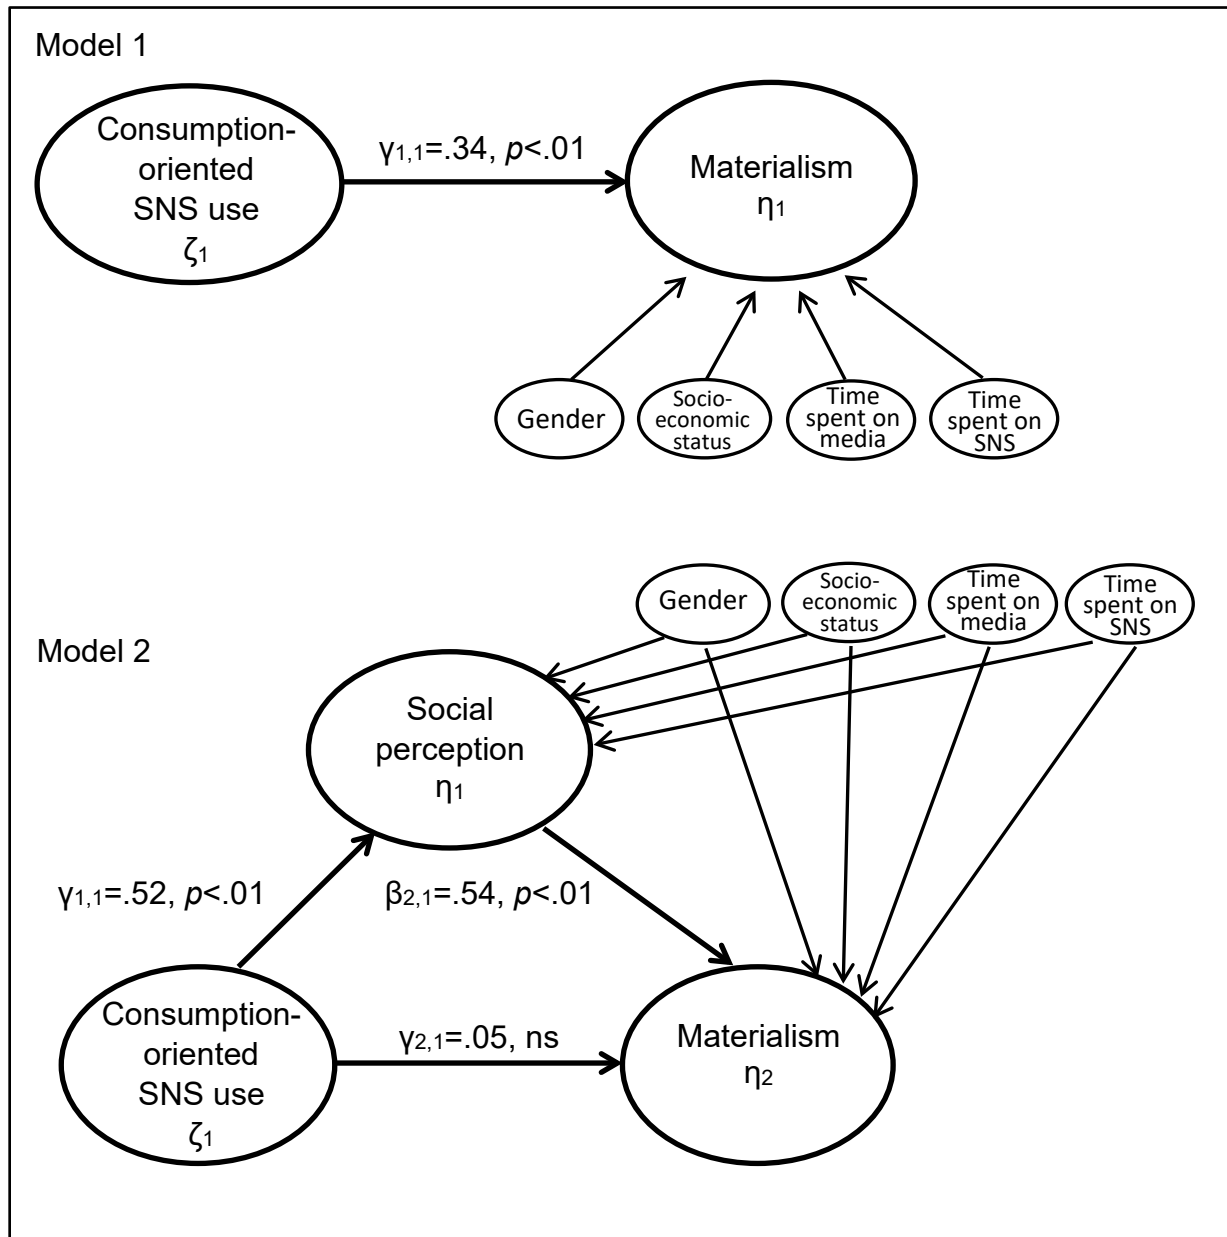 Model 1
Consumption-
oriented
SNS use
ζ1
γ1,1=.34, p<.01
Materialism
η1
Gender
Socio-
economic
status
Time
spent on
media
Time
spent on
SNS
Model 2
Gender
Socio-
economic
status
Time
spent on
media
Time
spent on
SNS
Social
perception
η1
γ1,1=.52, p<.01
β2,1=.54, p<.01
Consumption-
oriented
SNS use
ζ1
γ2,1=.05, ns
Materialism
η2